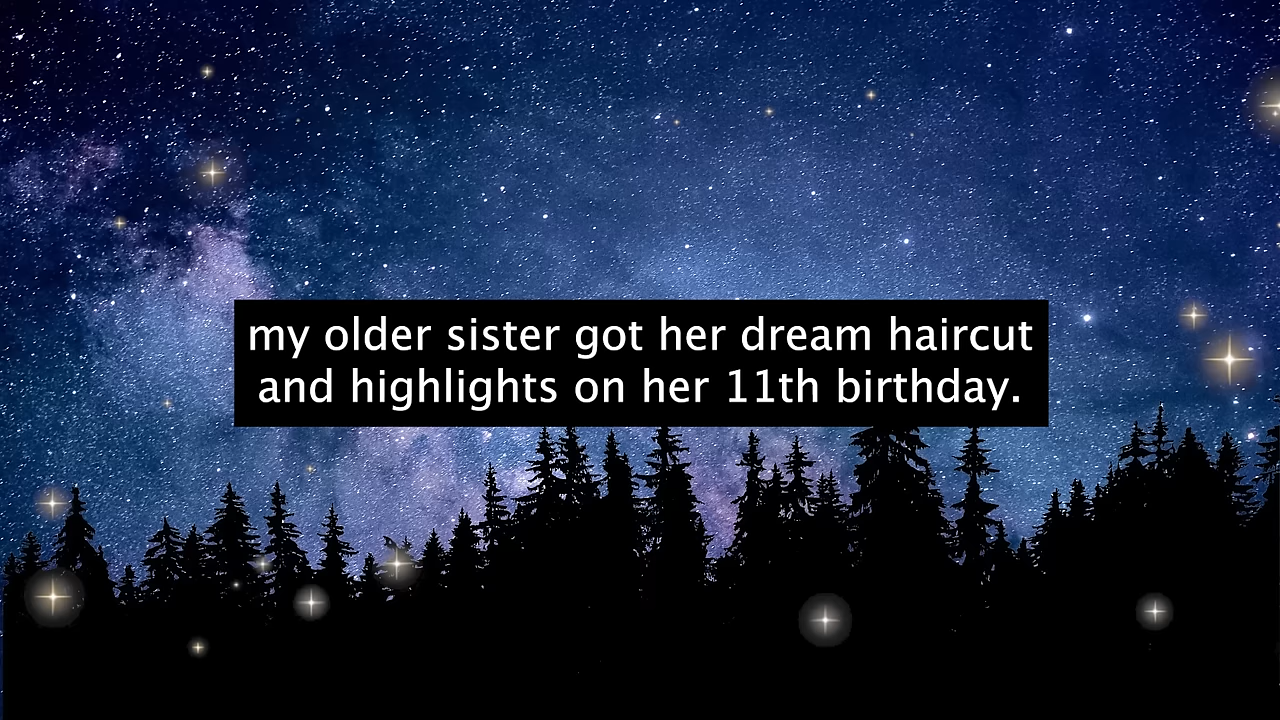 my older sister got her dream haircut
and highlights on her 11th birthday.